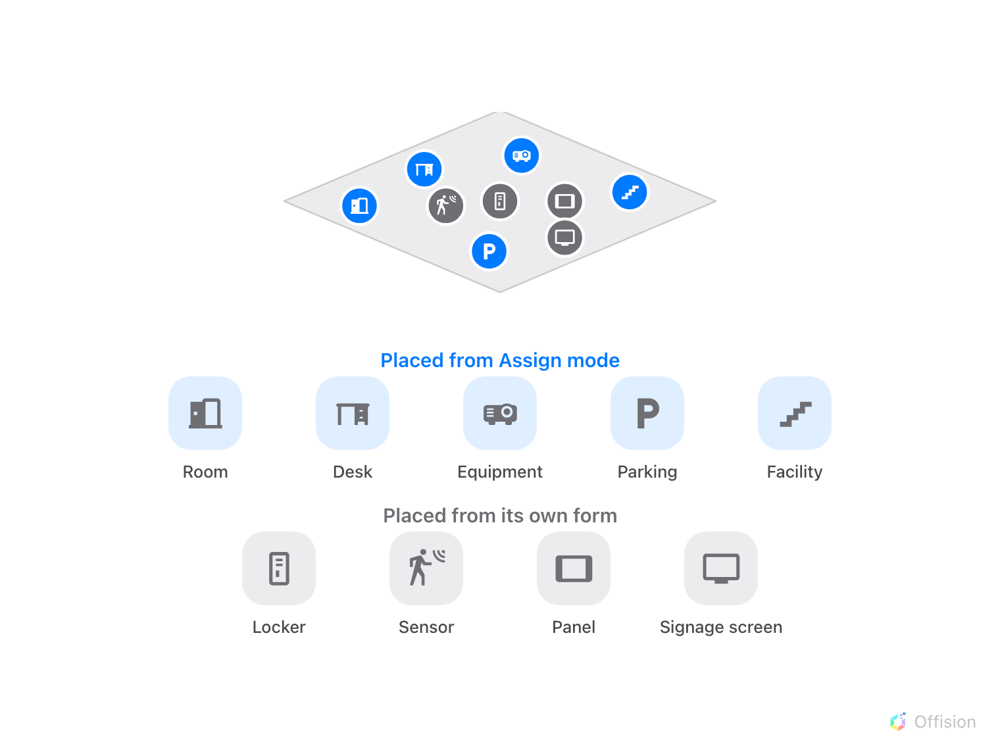 Placed from Assign mode
Room
Desk
Equipment
Parking
Facility
Placed from its own form
Locker
Sensor
Panel
Signage screen
Offision